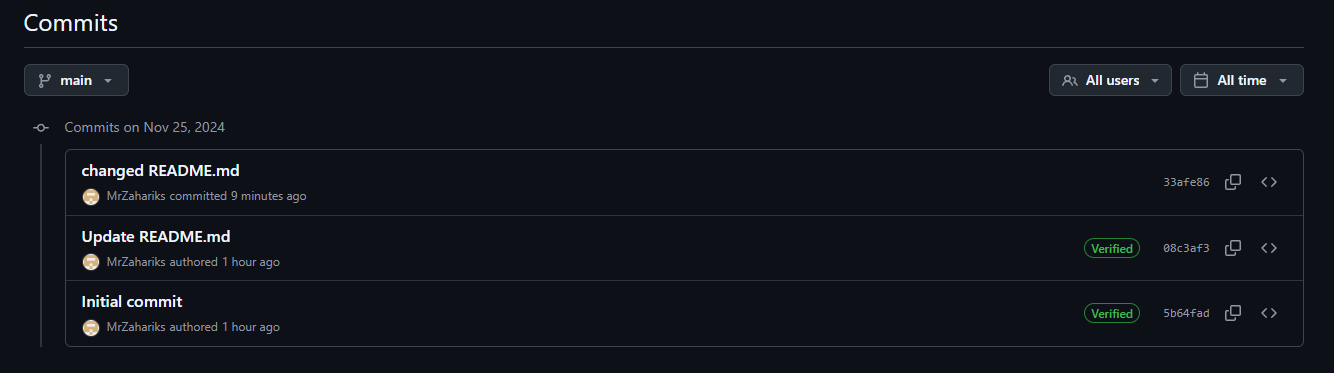 Commits
main
All users
All time
Commits on Nov 25, 2024
changed README.md
MrZahariks committed 9 minutes ago
33afe86
Update README.md
MrZahariks authored 1 hour ago
Verified
08c3af3
Initial commit
MrZahariks authored 1 hour ago
Verified
5b64fad